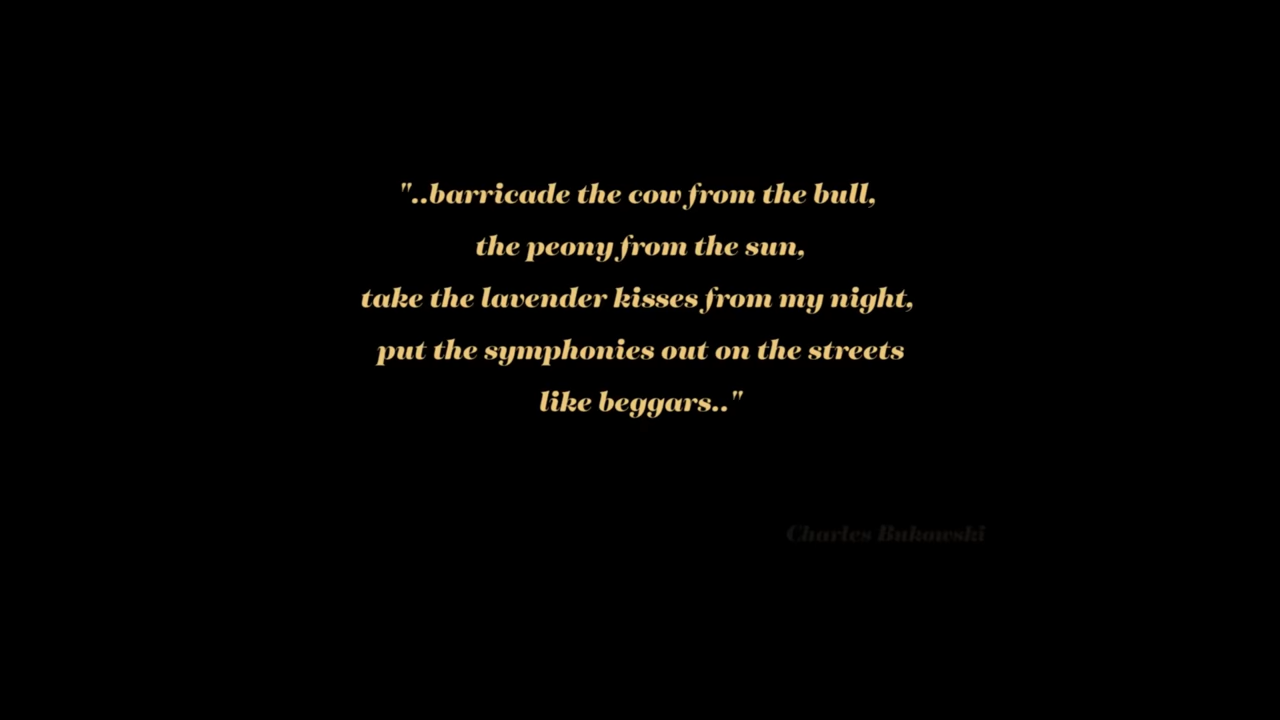 "..barricade the cow from the bull,
the peony from the sun,
take the lavender kisses from my night,
put the symphonies out on the streets
like beggars.."
Charles Bukowski